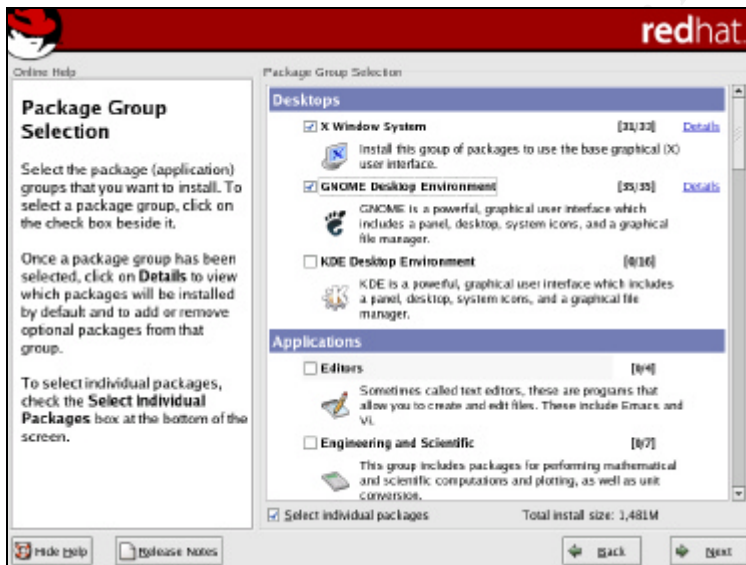 redhat.
Online Help
Package Group Selection
Package Group
Selection
Select the package (application)
groups that you want to install. To
select a package group, click on
the check box beside it.
Once a package group has been
selected, click on Details to view
which packages will be installed
by default and to add or remove
optional packages from that
group.
To select individual packages,
check the Select Individual
Packages box at the bottom of the
screen.
Desktops
X Window System [31/33] Details
Install this group of packages to use the base graphical (X)
user interface.
GNOME Desktop Environment [35/35] Details
GNOME is a powerful, graphical user interface which
includes a panel, desktop, system icons, and a graphical
file manager.
KDE Desktop Environment [0/16]
KDE is a powerful, graphical user interface which includes
a panel, desktop, system icons, and a graphical file
manager.
Applications
Editors [0/4]
Sometimes called text editors, these are programs that
allow you to create and edit files. These include Emacs and
Vi.
Engineering and Scientific [0/7]
This group includes packages for performing mathematical
and scientific computations and plotting, as well as unit
conversion.
Select individual packages Total install size: 1,481M
Hide Help Release Notes Back Next